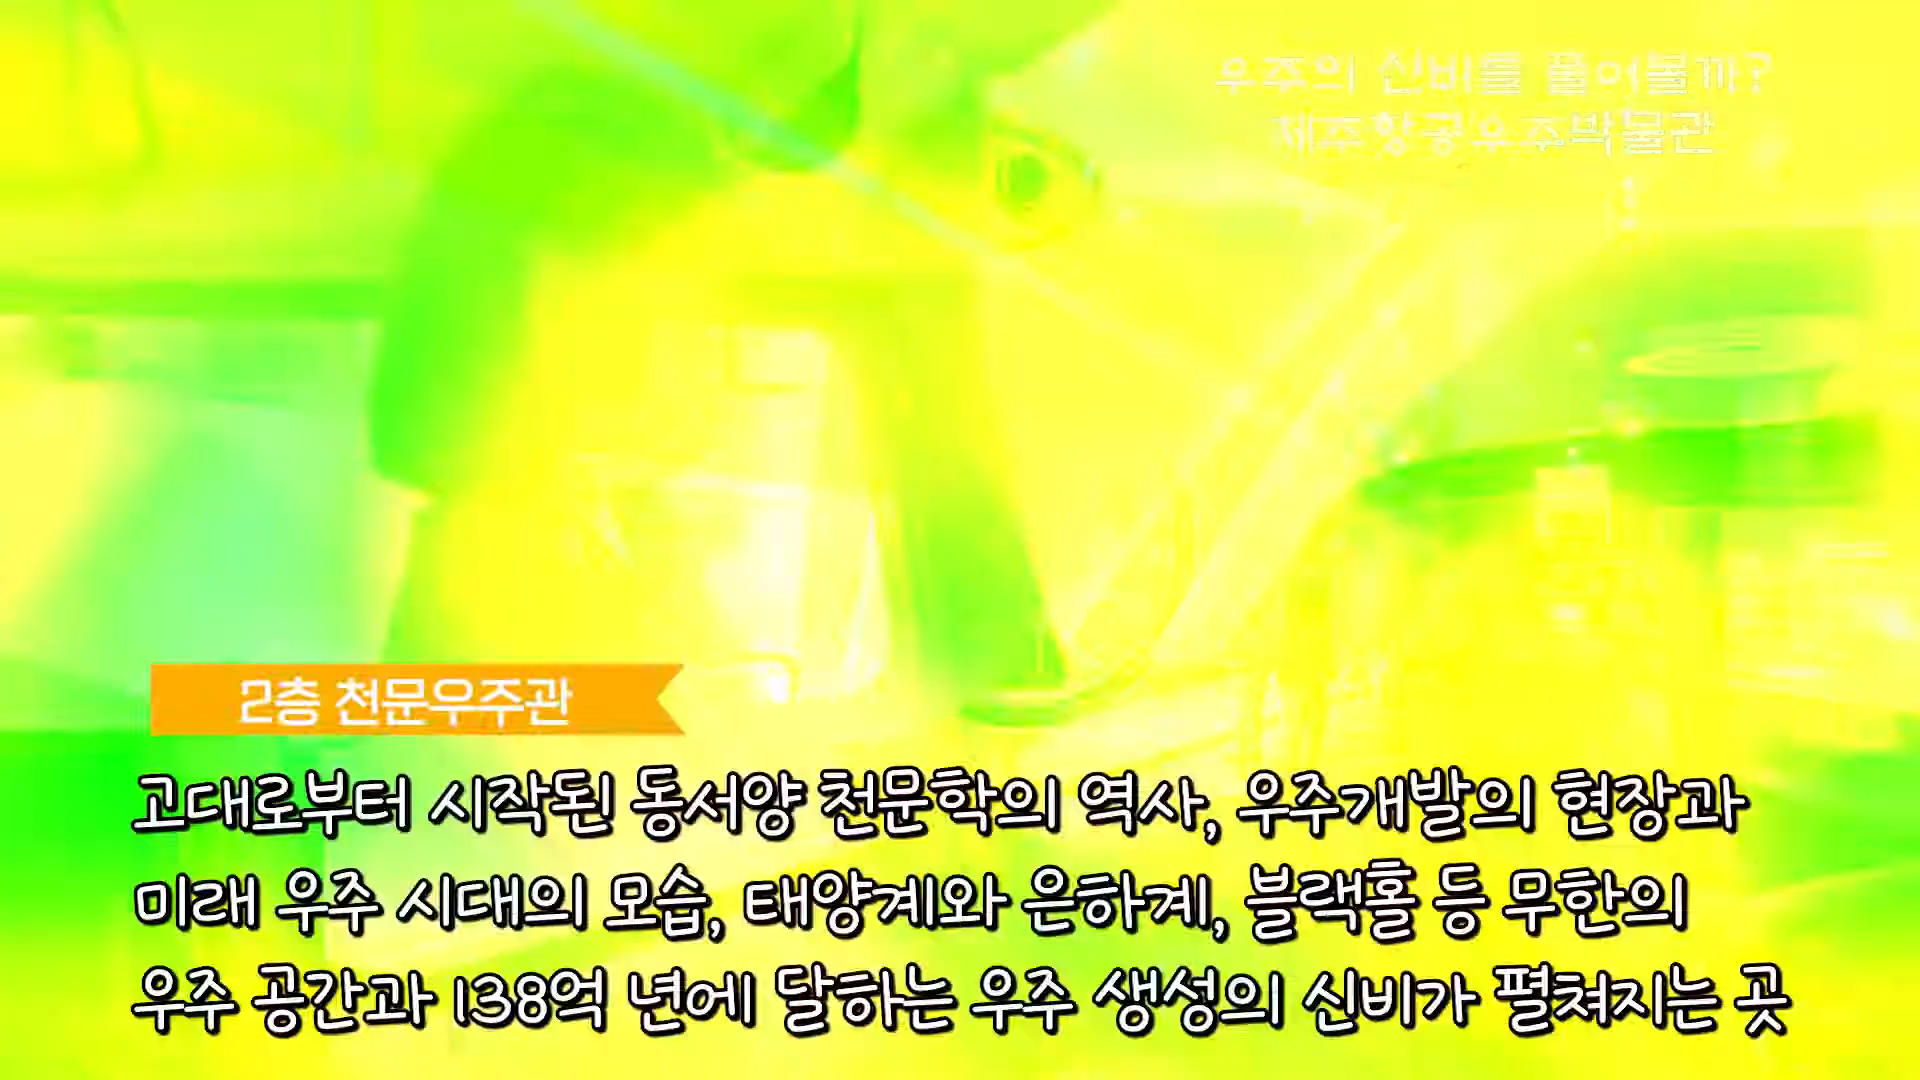 우주의 신비를 풀어볼까?
제주항공우주박물관
2층 천문우주관
고대로부터 시작된 동서양 천문학의 역사, 우주개발의 현장과
미래 우주 시대의 모습, 태양계와 은하계, 블랙홀 등 무한의
우주 공간과 138억 년에 달하는 우주 생성의 신비가 펼쳐지는 곳